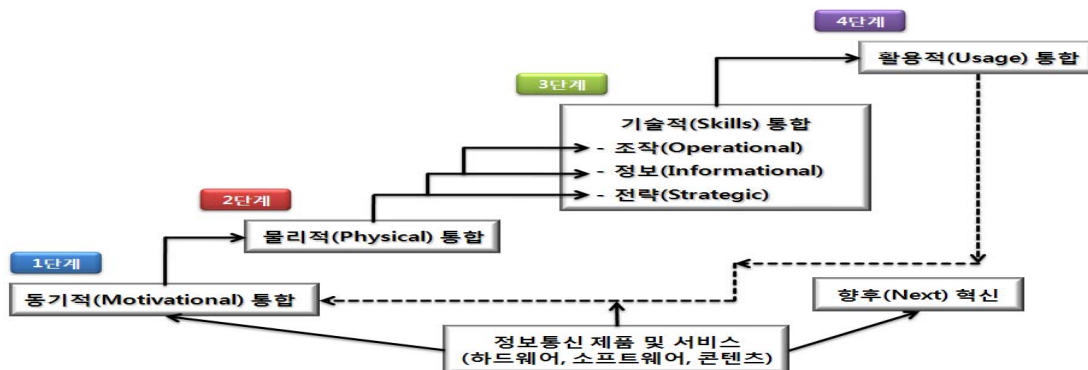 4단계
활용적(Usage) 통합
3단계
기술적(Skills) 통합
- 조작(Operational)
- 정보(Informational)
- 전략(Strategic)
2단계
물리적(Physical) 통합
1단계
동기적(Motivational) 통합
향후(Next) 혁신
정보통신 제품 및 서비스
(하드웨어, 소프트웨어, 콘텐츠)